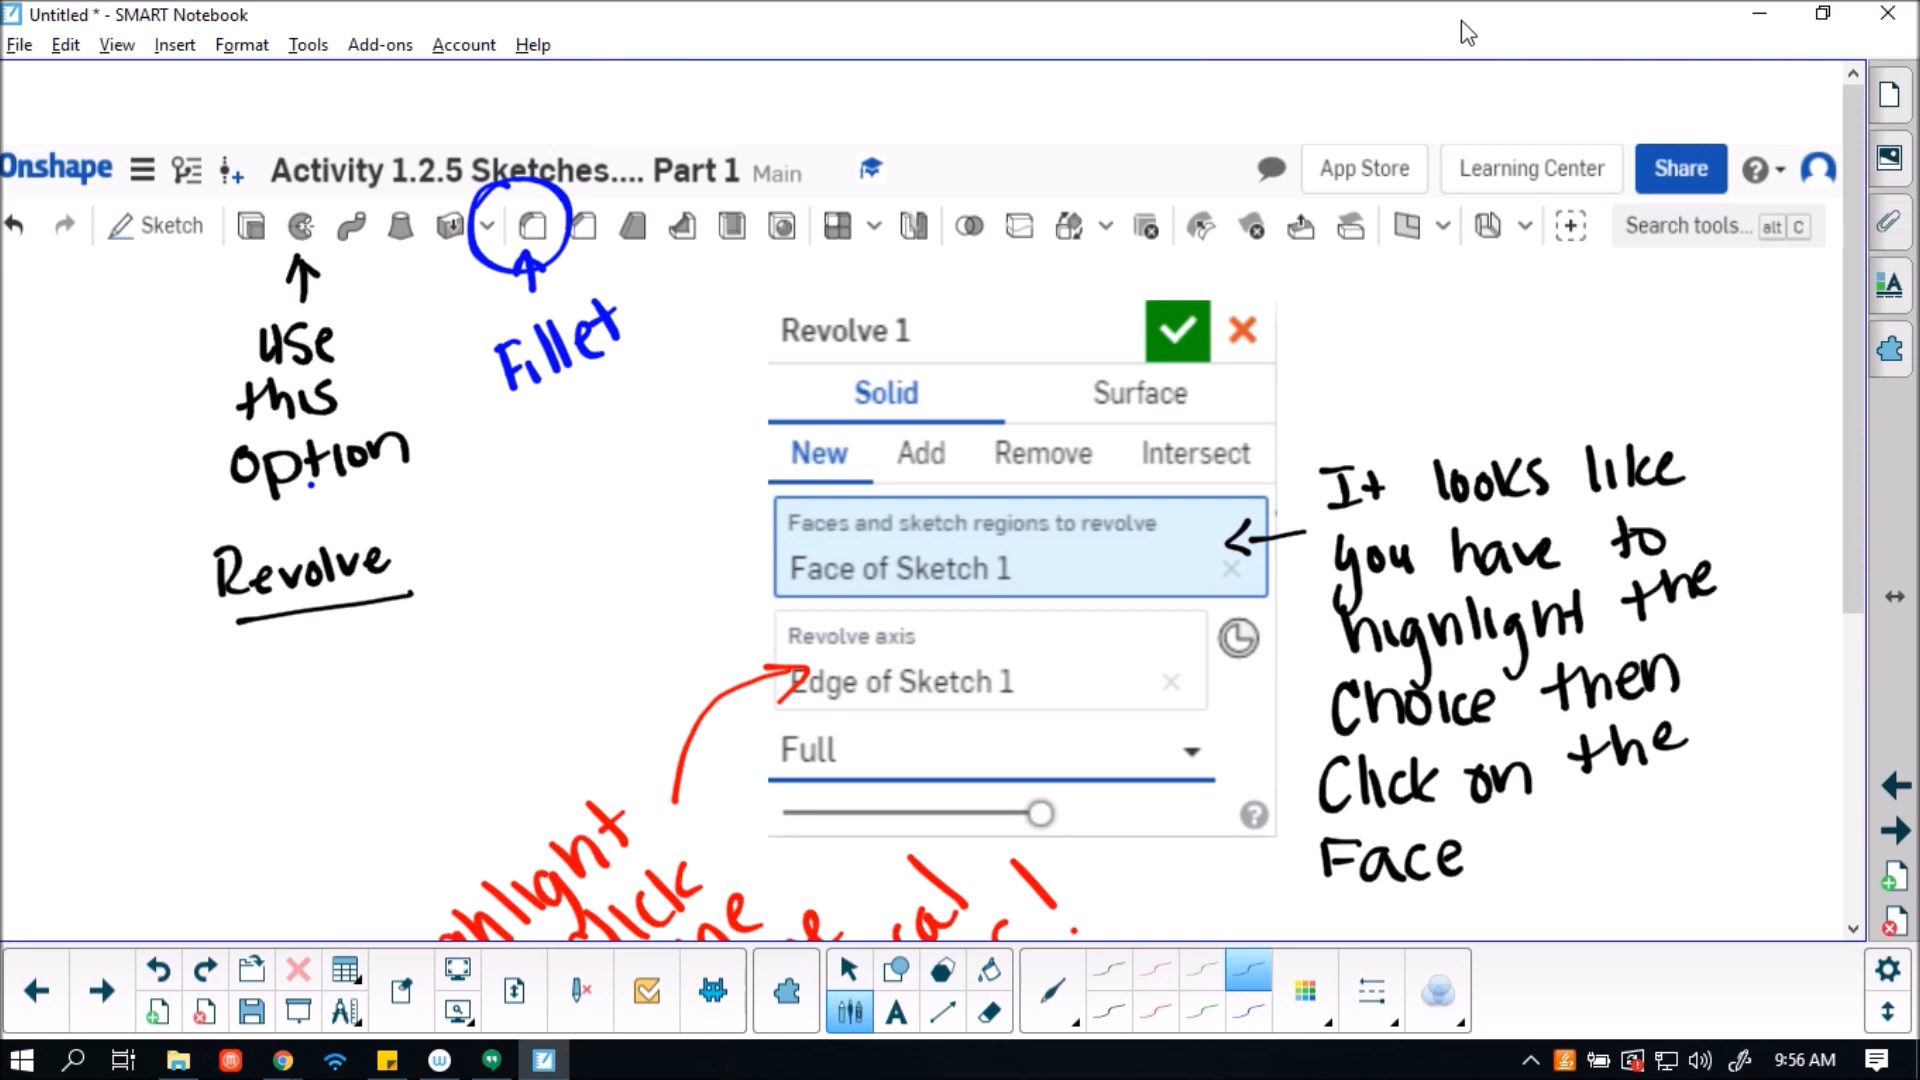 Untitled * - SMART Notebook
File Edit View Insert Format Tools Add-ons Account Help
Onshape Activity 1.2.5 Sketches.... Part 1 Main App Store Learning Center Share
Sketch Search tools... alt C
use
this
option
Revolve
Fillet
Revolve 1
Solid Surface
New Add Remove Intersect
Faces and sketch regions to revolve
Face of Sketch 1
Revolve axis
Edge of Sketch 1
Full
It looks like
you have to
highlight the
Choice then
Click on the
Face
9:56 AM